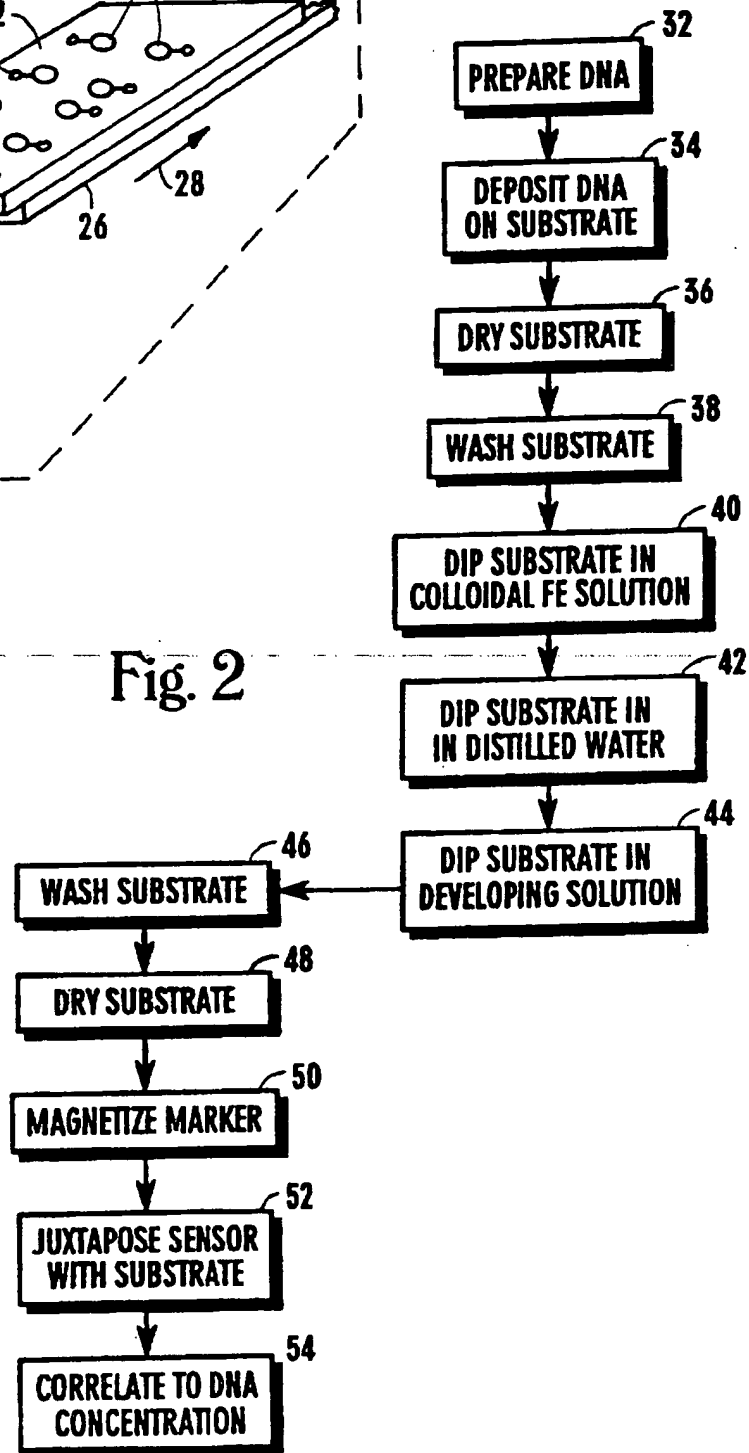 28
26
32
PREPARE DNA
34
DEPOSIT DNA
ON SUBSTRATE
36
DRY SUBSTRATE
38
WASH SUBSTRATE
40
DIP SUBSTRATE IN
COLLOIDAL FE SOLUTION
Fig. 2
42
DIP SUBSTRATE IN
IN DISTILLED WATER
44
DIP SUBSTRATE IN
DEVELOPING SOLUTION
46
WASH SUBSTRATE
48
DRY SUBSTRATE
50
MAGNETIZE MARKER
52
JUXTAPOSE SENSOR
WITH SUBSTRATE
54
CORRELATE TO DNA
CONCENTRATION